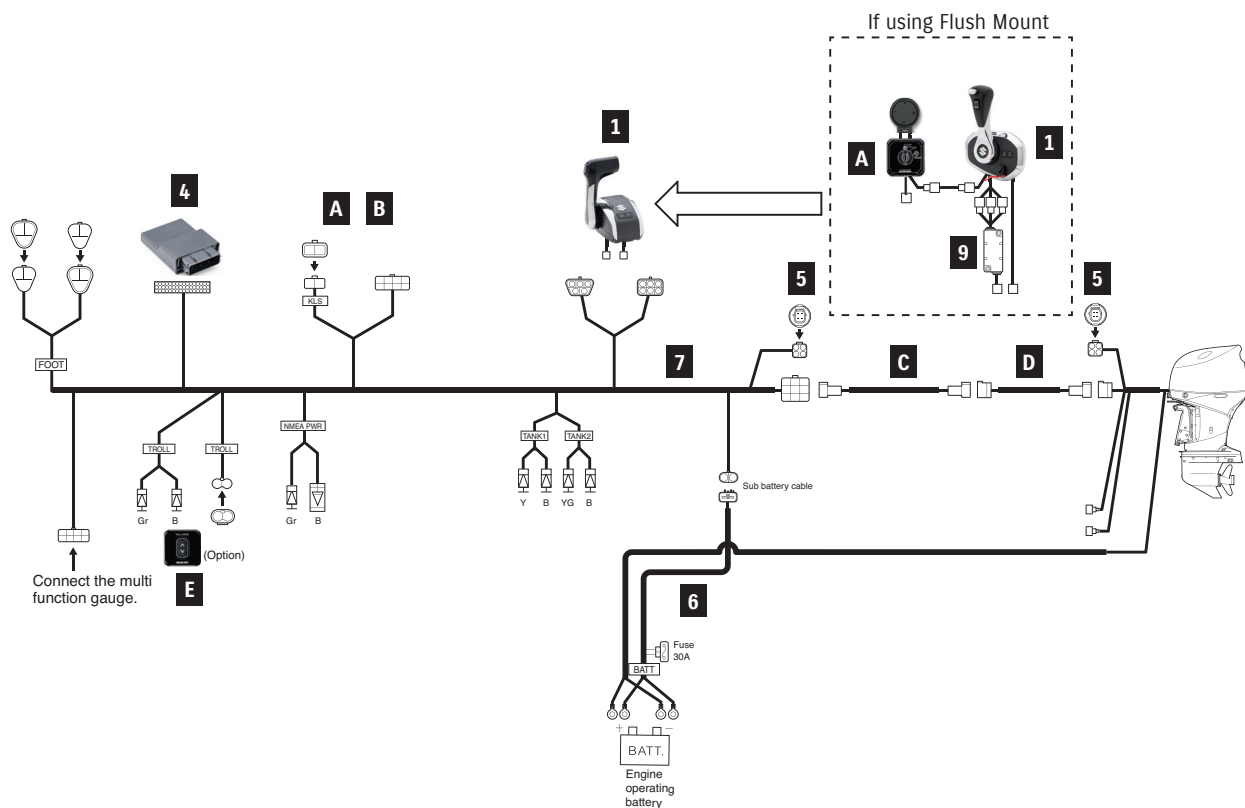 If using Flush Mount
1
A
1
4
A
B
9
5
5
KLS
FOOT
7
C
D
NMEA PWR
TROLL
TROLL
TANK1
TANK2
Gr
B
Gr
B
Y
B
YG
B
Sub battery cable
(Option)
Connect the multi
function gauge.
E
6
Fuse
30A
BATT
+
−
BATT.
Engine
operating
battery